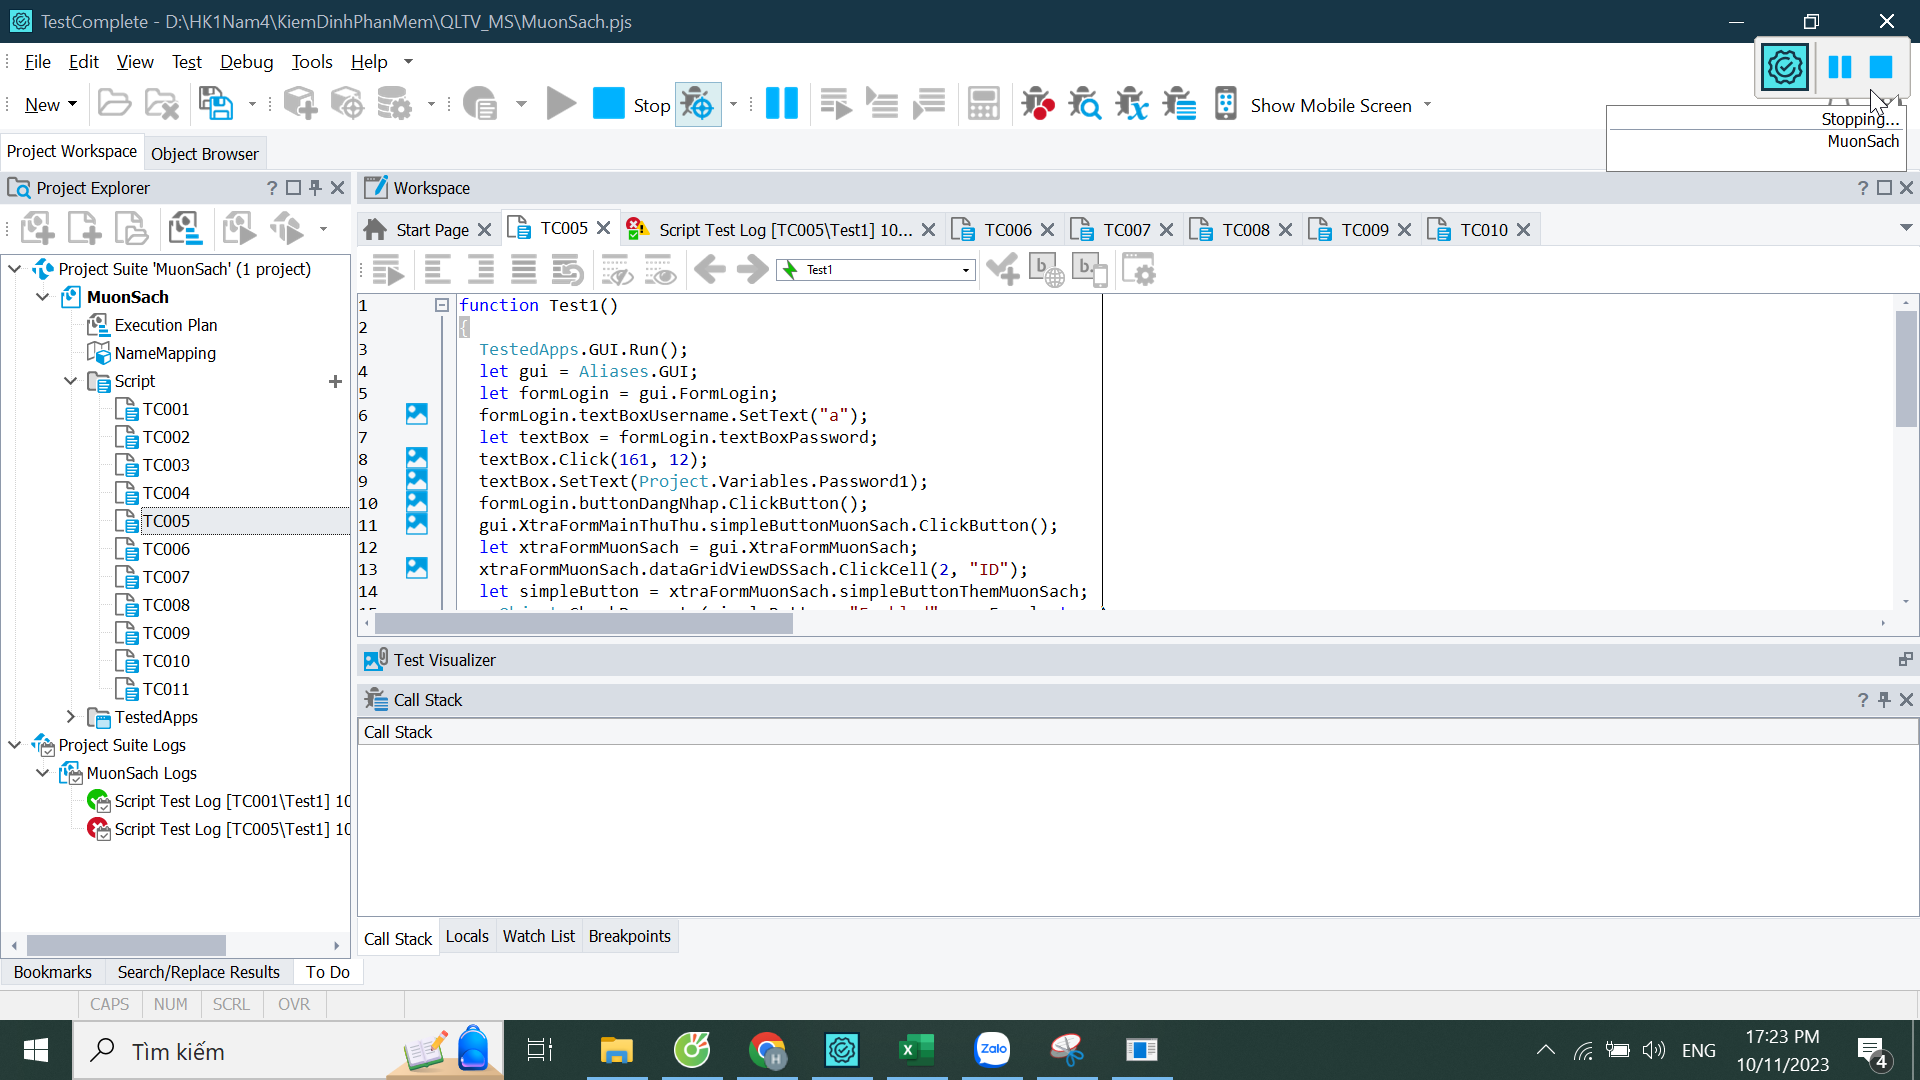 TestComplete - D:\HK1Nam4\KiemDinhPhanMem\QLTV_MS\MuonSach.pjs
File Edit View Test Debug Tools Help
New Stop Show Mobile Screen
Stopping...
MuonSach
Project Workspace Object Browser
Project Explorer
Workspace
Start Page TC005 Script Test Log [TC005\Test1] 10... TC006 TC007 TC008 TC009 TC010
Test1
Project Suite 'MuonSach' (1 project)
MuonSach
Execution Plan
NameMapping
Script
TC001
TC002
TC003
TC004
TC005
TC006
TC007
TC008
TC009
TC010
TC011
TestedApps
Project Suite Logs
MuonSach Logs
Script Test Log [TC001\Test1] 10
Script Test Log [TC005\Test1] 10
1 function Test1()
2 {
3 TestedApps.GUI.Run();
4 let gui = Aliases.GUI;
5 let formLogin = gui.FormLogin;
6 formLogin.textBoxUsername.SetText("a");
7 let textBox = formLogin.textBoxPassword;
8 textBox.Click(161, 12);
9 textBox.SetText(Project.Variables.Password1);
10 formLogin.buttonDangNhap.ClickButton();
11 gui.XtraFormMainThuThu.simpleButtonMuonSach.ClickButton();
12 let xtraFormMuonSach = gui.XtraFormMuonSach;
13 xtraFormMuonSach.dataGridViewDSSach.ClickCell(2, "ID");
14 let simpleButton = xtraFormMuonSach.simpleButtonThemMuonSach;
Test Visualizer
Call Stack
Call Stack
Call Stack Locals Watch List Breakpoints
Bookmarks Search/Replace Results To Do
CAPS NUM SCRL OVR
Tìm kiếm
Zalo
ENG
17:23 PM
10/11/2023
4